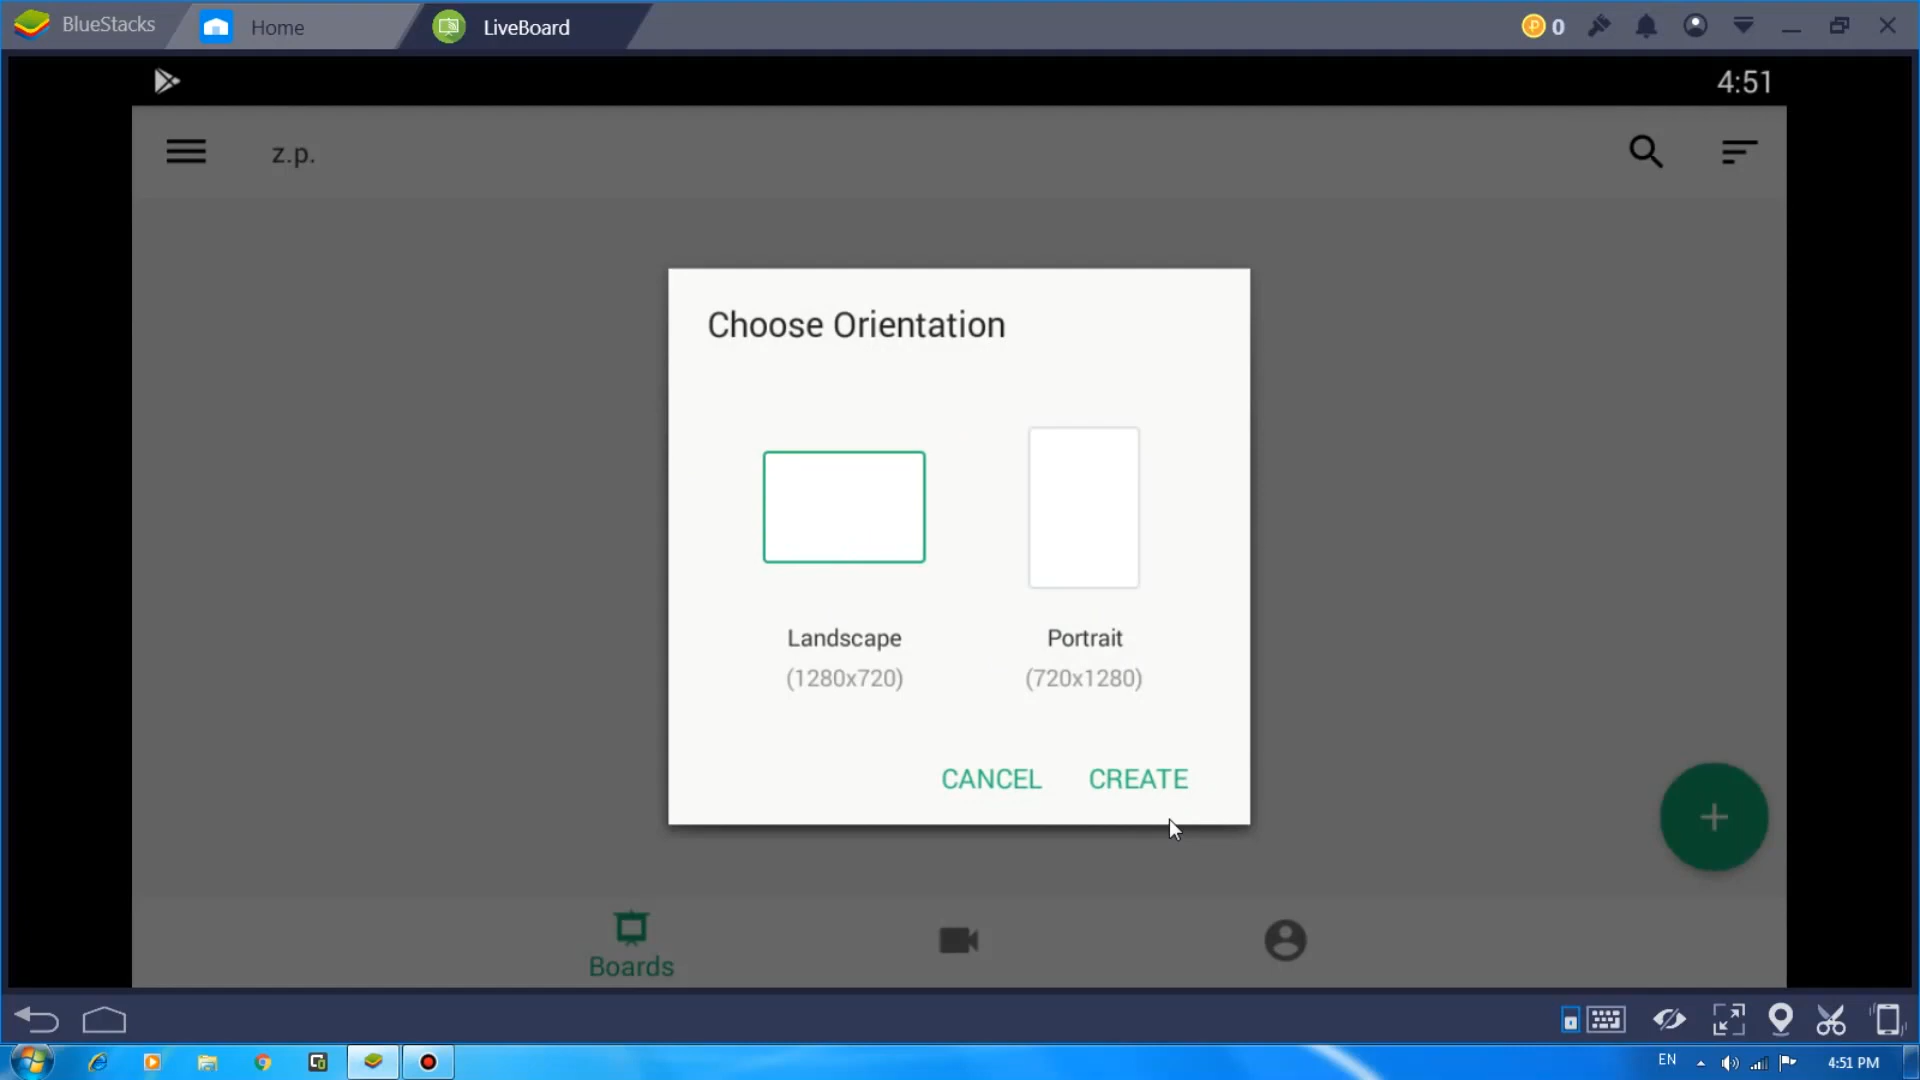 BlueStacks
Home
LiveBoard
0
4:51
z.p.
Choose Orientation
Landscape
(1280x720)
Portrait
(720x1280)
CANCEL
CREATE
+
Boards
EN
4:51 PM